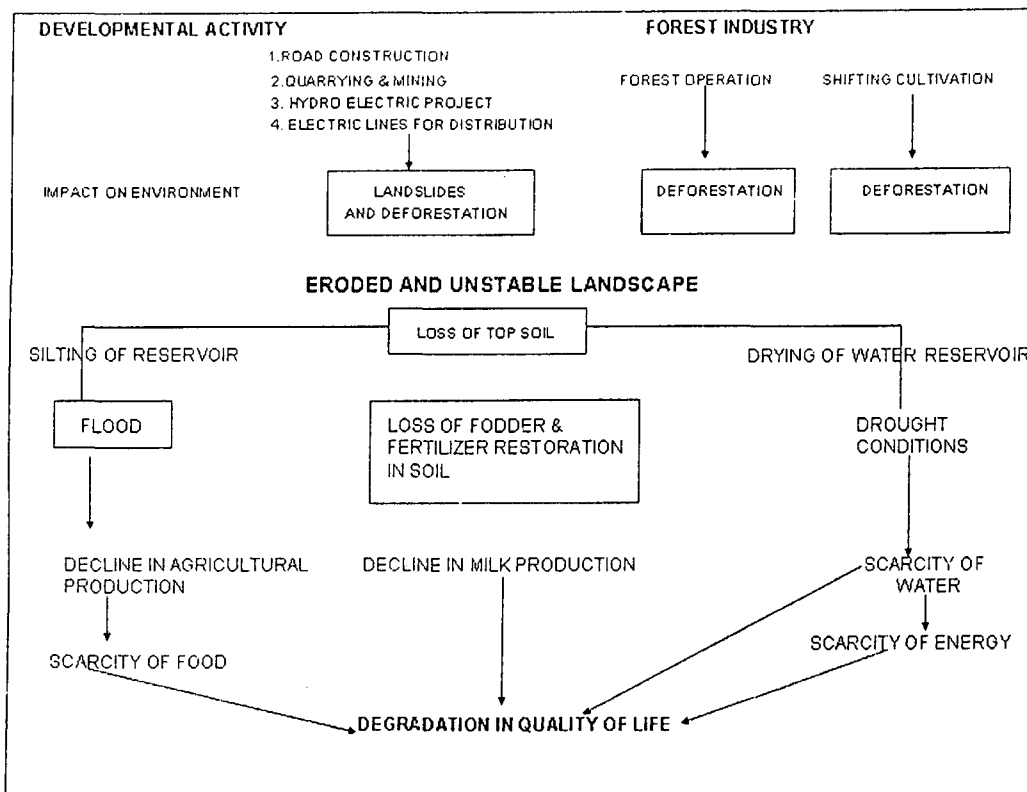 DEVELOPMENTAL ACTIVITY
FOREST INDUSTRY
1.ROAD CONSTRUCTION
2.QUARRYING & MINING
3. HYDRO ELECTRIC PROJECT
4. ELECTRIC LINES FOR DISTRIBUTION
FOREST OPERATION
SHIFTING CULTIVATION
IMPACT ON ENVIRONMENT
LANDSLIDES
AND DEFORESTATION
DEFORESTATION
DEFORESTATION
ERODED AND UNSTABLE LANDSCAPE
LOSS OF TOP SOIL
SILTING OF RESERVOIR
DRYING OF WATER RESERVOIR
FLOOD
LOSS OF FODDER &
FERTILIZER RESTORATION
IN SOIL
DROUGHT
CONDITIONS
DECLINE IN AGRICULTURAL
PRODUCTION
DECLINE IN MILK PRODUCTION
SCARCITY OF
WATER
SCARCITY OF FOOD
SCARCITY OF ENERGY
DEGRADATION IN QUALITY OF LIFE